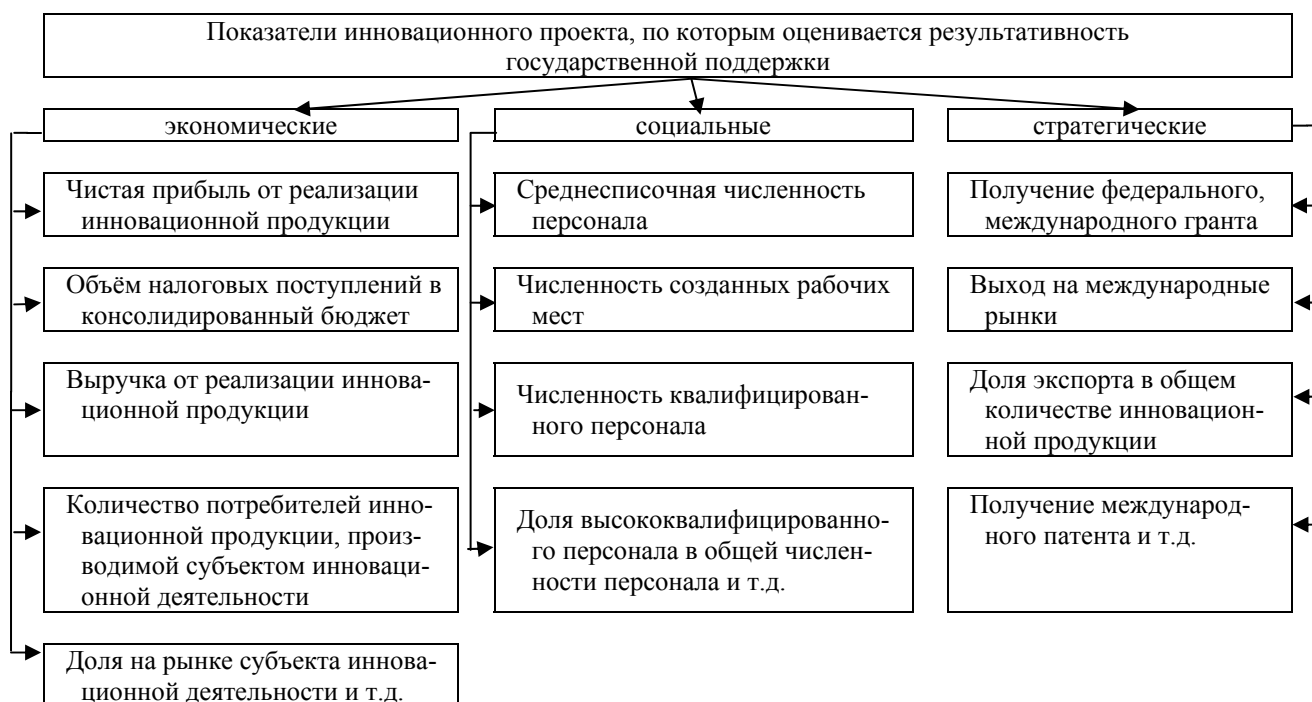 Показатели инновационного проекта, по которым оценивается результативность
государственной поддержки
экономические
Чистая прибыль от реализации
инновационной продукции
Объём налоговых поступлений в
консолидированный бюджет
Выручка от реализации иннова-
ционной продукции
Количество потребителей инно-
вационной продукции, произ-
водимой субъектом инноваци-
онной деятельности
Доля на рынке субъекта иннова-
ционной деятельности и т.д.
социальные
Среднесписочная численность
персонала
Численность созданных рабочих
мест
Численность квалифицирован-
ного персонала
Доля высококвалифицированно-
го персонала в общей числен-
ности персонала и т.д.
стратегические
Получение федерального,
международного гранта
Выход на международные
рынки
Доля экспорта в общем
количестве инновацион-
ной продукции
Получение международ-
ного патента и т.д.